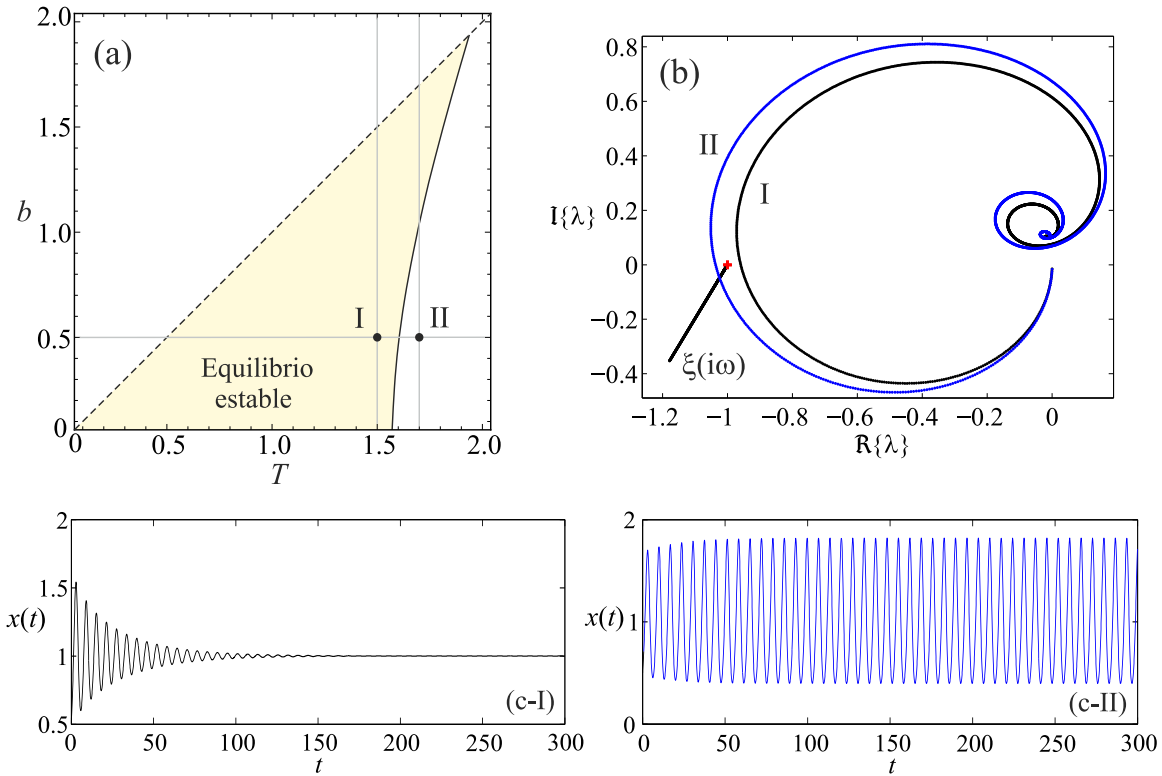 (a)
2.0
1.5
b
1.0
0.5
0
I
II
Equilibrio
estable
0
0.5
1.0
1.5
2.0
T
(b)
0.8
0.6
0.4
0.2
0
−0.2
−0.4
I{λ}
II
I
ξ(iω)
−1.2
−1
−0.8
−0.6
−0.4
−0.2
0
R{λ}
2
1.5
x(t)
1
0.5
(c-I)
0
50
100
150
200
250
300
t
2
x(t)
1
0
(c-II)
0
50
100
150
200
250
300
t